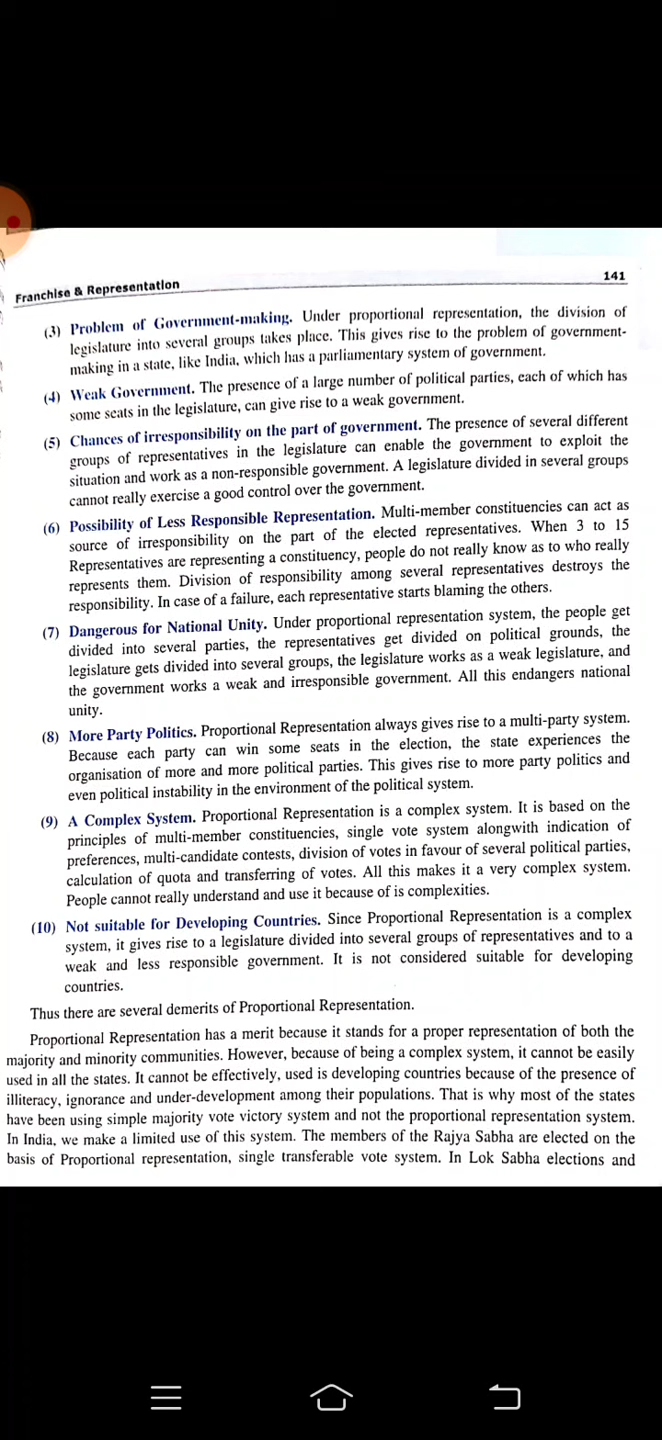 Franchise & Representation 141
(3) Problem of Government-making. Under proportional representation, the division of
legislature into several groups takes place. This gives rise to the problem of government-
making in a state, like India, which has a parliamentary system of government.
(4) Weak Government. The presence of a large number of political parties, each of which has
some seats in the legislature, can give rise to a weak government.
(5) Chances of irresponsibility on the part of government. The presence of several different
groups of representatives in the legislature can enable the government to exploit the
situation and work as a non-responsible government. A legislature divided in several groups
cannot really exercise a good control over the government.
(6) Possibility of Less Responsible Representation. Multi-member constituencies can act as
source of irresponsibility on the part of the elected representatives. When 3 to 15
Representatives are representing a constituency, people do not really know as to who really
represents them. Division of responsibility among several representatives destroys the
responsibility. In case of a failure, each representative starts blaming the others.
(7) Dangerous for National Unity. Under proportional representation system, the people get
divided into several parties, the representatives get divided on political grounds, the
legislature gets divided into several groups, the legislature works as a weak legislature, and
the government works a weak and irresponsible government. All this endangers national
unity.
(8) More Party Politics. Proportional Representation always gives rise to a multi-party system.
Because each party can win some seats in the election, the state experiences the
organisation of more and more political parties. This gives rise to more party politics and
even political instability in the environment of the political system.
(9) A Complex System. Proportional Representation is a complex system. It is based on the
principles of multi-member constituencies, single vote system alongwith indication of
preferences, multi-candidate contests, division of votes in favour of several political parties,
calculation of quota and transferring of votes. All this makes it a very complex system.
People cannot really understand and use it because of is complexities.
(10) Not suitable for Developing Countries. Since Proportional Representation is a complex
system, it gives rise to a legislature divided into several groups of representatives and to a
weak and less responsible government. It is not considered suitable for developing
countries.
Thus there are several demerits of Proportional Representation.
Proportional Representation has a merit because it stands for a proper representation of both the
majority and minority communities. However, because of being a complex system, it cannot be easily
used in all the states. It cannot be effectively, used is developing countries because of the presence of
illiteracy, ignorance and under-development among their populations. That is why most of the states
have been using simple majority vote victory system and not the proportional representation system.
In India, we make a limited use of this system. The members of the Rajya Sabha are elected on the
basis of Proportional representation, single transferable vote system. In Lok Sabha elections and